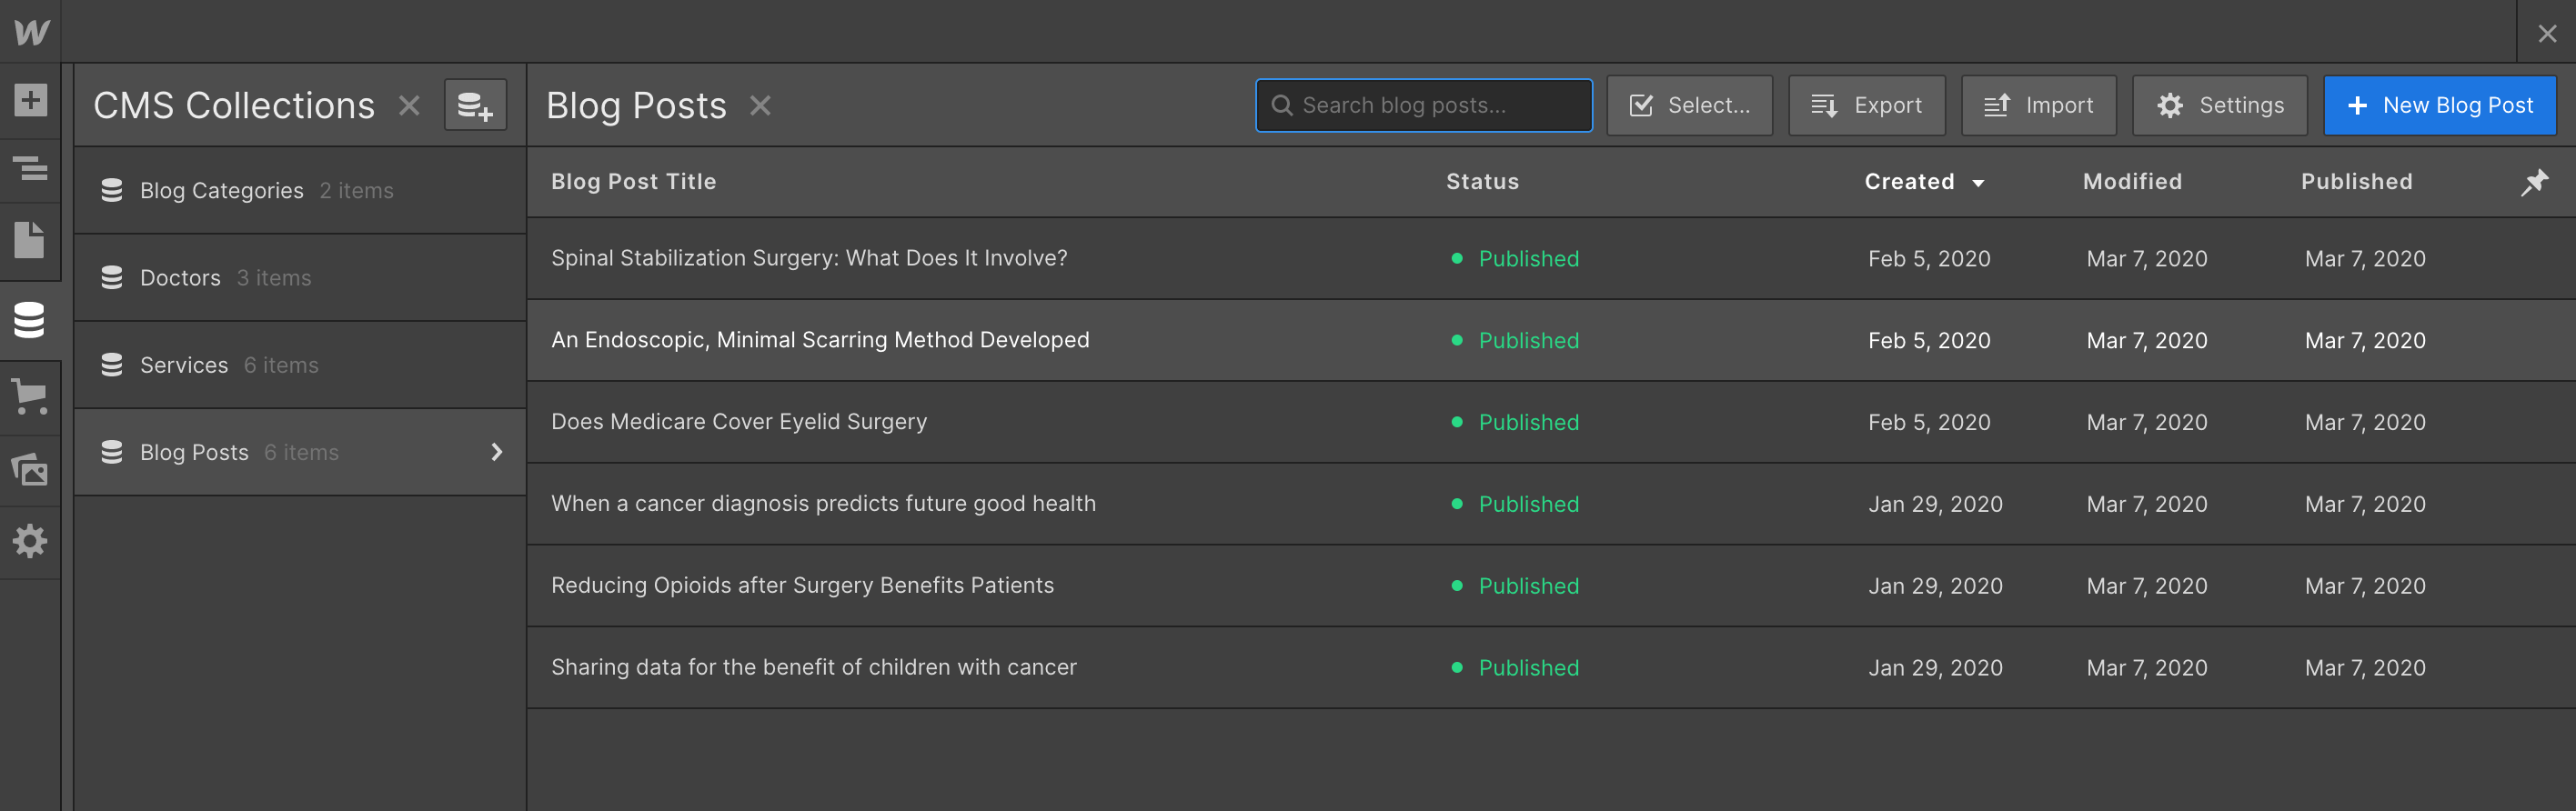 CMS Collections
Blog Categories 2 items
Doctors 3 items
Services 6 items
Blog Posts 6 items
Blog Posts
Search blog posts...
Select...
Export
Import
Settings
New Blog Post
Blog Post Title Status Created Modified Published
Spinal Stabilization Surgery: What Does It Involve? Published Feb 5, 2020 Mar 7, 2020 Mar 7, 2020
An Endoscopic, Minimal Scarring Method Developed Published Feb 5, 2020 Mar 7, 2020 Mar 7, 2020
Does Medicare Cover Eyelid Surgery Published Feb 5, 2020 Mar 7, 2020 Mar 7, 2020
When a cancer diagnosis predicts future good health Published Jan 29, 2020 Mar 7, 2020 Mar 7, 2020
Reducing Opioids after Surgery Benefits Patients Published Jan 29, 2020 Mar 7, 2020 Mar 7, 2020
Sharing data for the benefit of children with cancer Published Jan 29, 2020 Mar 7, 2020 Mar 7, 2020